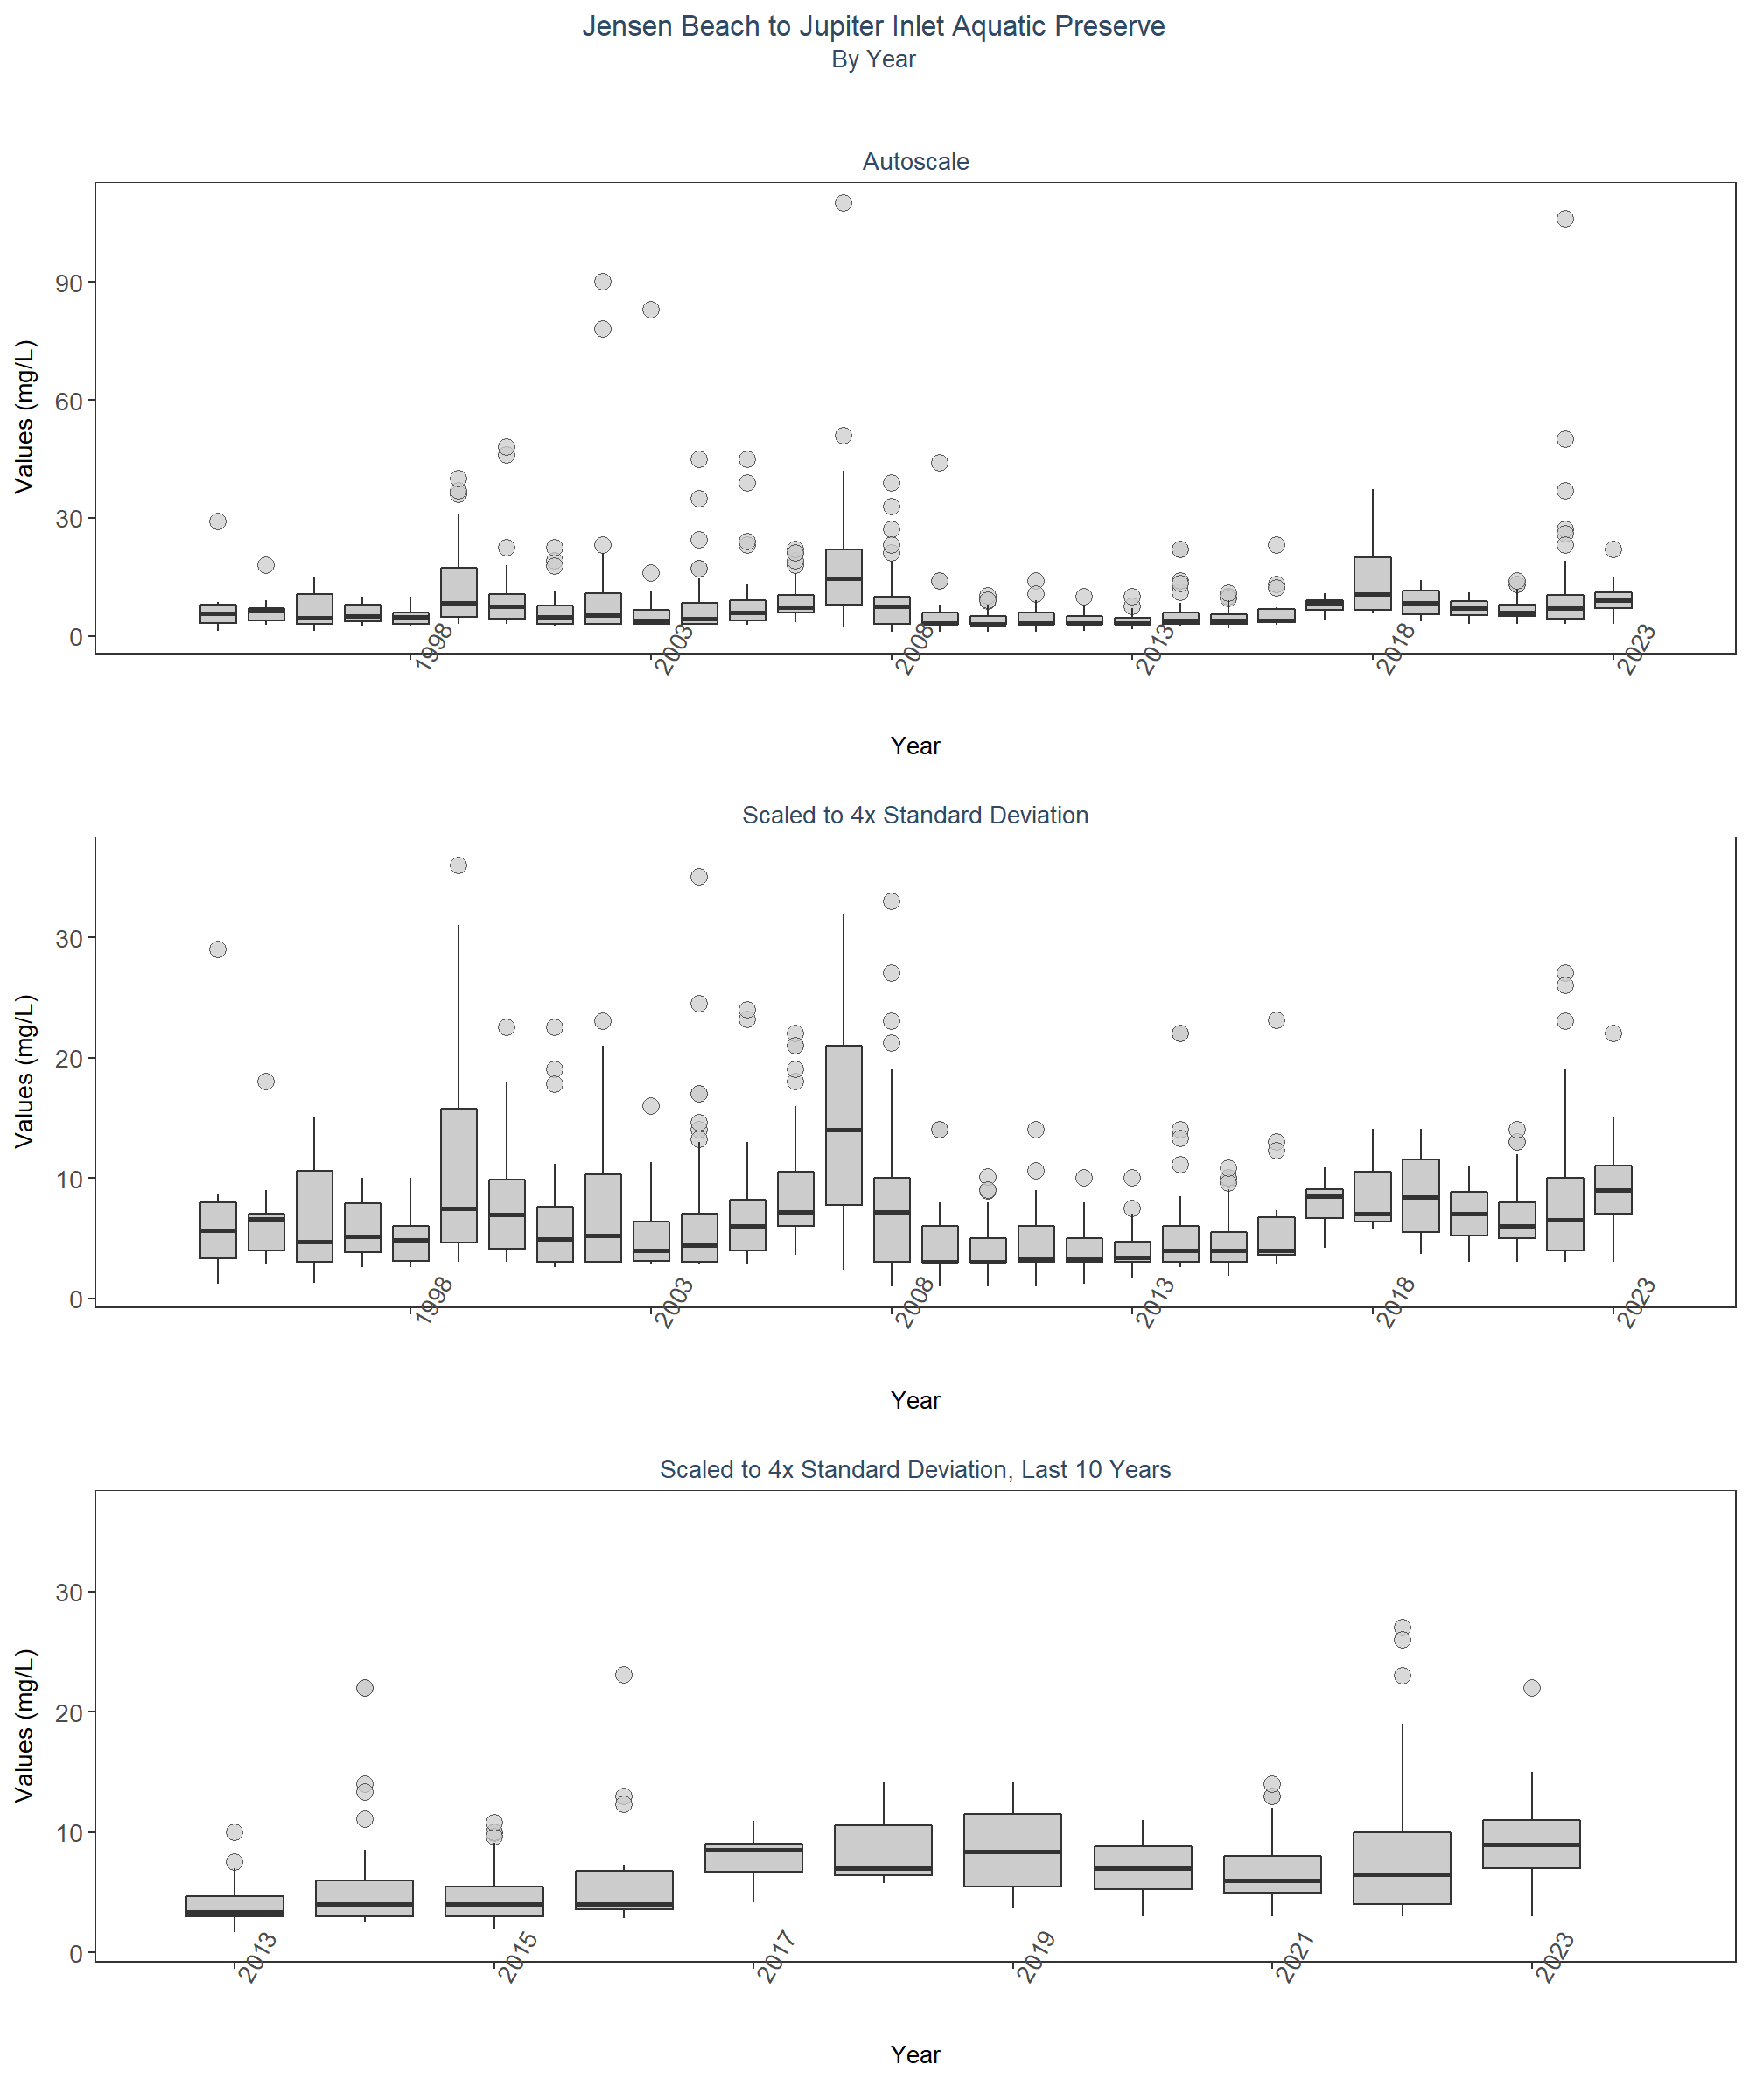 Jensen Beach to Jupiter Inlet Aquatic Preserve
By Year
Autoscale
Values (mg/L)
90
60
30
0
1998
2003
2008
2013
2018
2023
Year
Scaled to 4x Standard Deviation
Values (mg/L)
30
20
10
0
1998
2003
2008
2013
2018
2023
Year
Scaled to 4x Standard Deviation, Last 10 Years
Values (mg/L)
30
20
10
0
2013
2015
2017
2019
2021
2023
Year